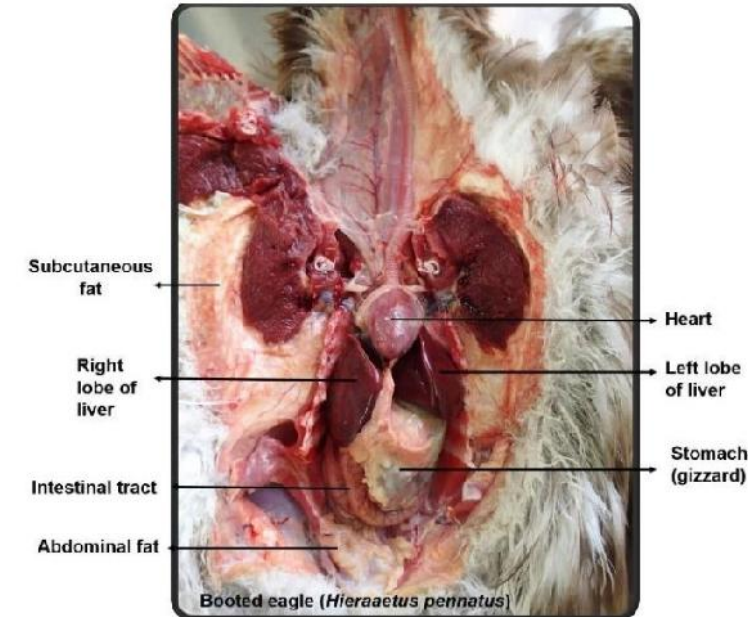 Subcutaneous
fat
Heart
Right
lobe of
liver
Left lobe
of liver
Stomach
(gizzard)
Intestinal tract
Abdominal fat
Booted eagle (Hieraaetus pennatus)